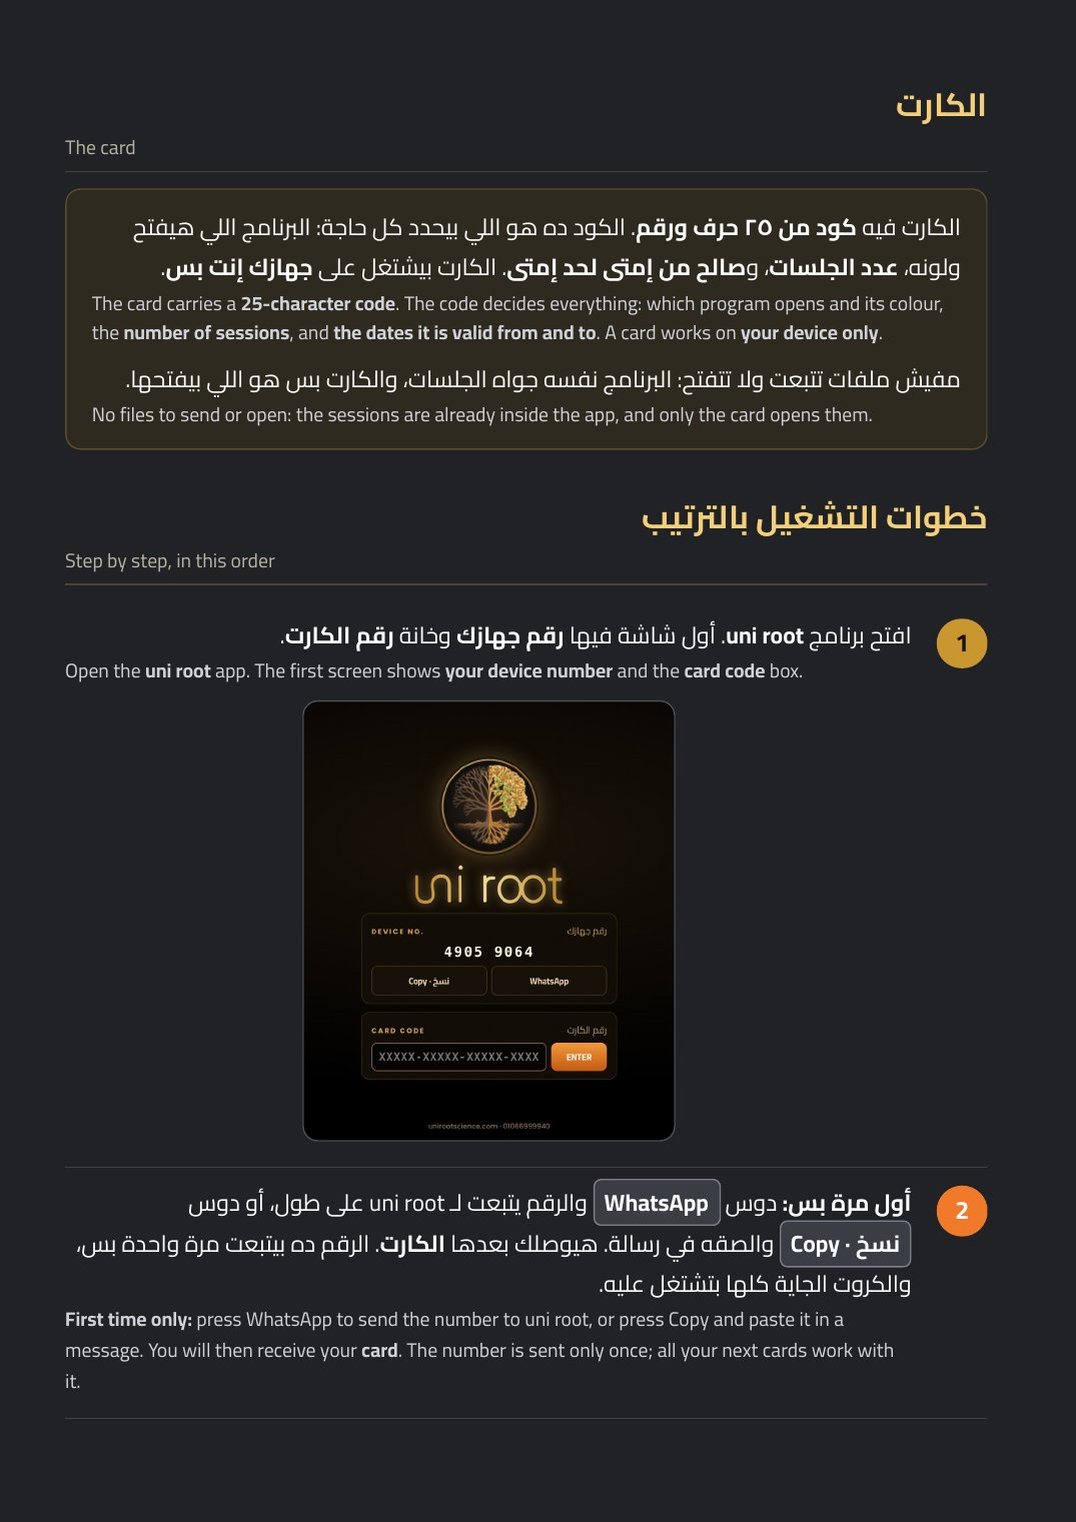 الكارت
The card
الكارت فيه كود من ٢٥ حرف ورقم. الكود ده هو اللي بيحدد كل حاجة: البرنامج اللي هيفتح
ولونه، عدد الجلسات، وصالح من إمتى لحد إمتى. الكارت بيشتغل على جهازك إنت بس.
The card carries a 25-character code. The code decides everything: which program opens and its colour,
the number of sessions, and the dates it is valid from and to. A card works on your device only.
مفيش ملفات تتبعت ولا تتفتح: البرنامج نفسه جواه الجلسات، والكارت بس هو اللي بيفتحها.
No files to send or open: the sessions are already inside the app, and only the card opens them.
خطوات التشغيل بالترتيب
Step by step, in this order
1
افتح برنامج uni root. أول شاشة فيها رقم جهازك وخانة رقم الكارت.
Open the uni root app. The first screen shows your device number and the card code box.
uni root
DEVICE NO. رقم جهازك
4905 9064
Copy · نسخ WhatsApp
CARD CODE رقم الكارت
XXXXX-XXXXX-XXXXX-XXXX ENTER
unirootscience.com · 01066999940
2
أول مرة بس: دوس WhatsApp والرقم يتبعت لـ uni root على طول، أو دوس
نسخ · Copy والصقه في رسالة. هيوصلك بعدها الكارت. الرقم ده بيتبعت مرة واحدة بس،
والكروت الجاية كلها بتشتغل عليه.
First time only: press WhatsApp to send the number to uni root, or press Copy and paste it in a
message. You will then receive your card. The number is sent only once; all your next cards work with
it.